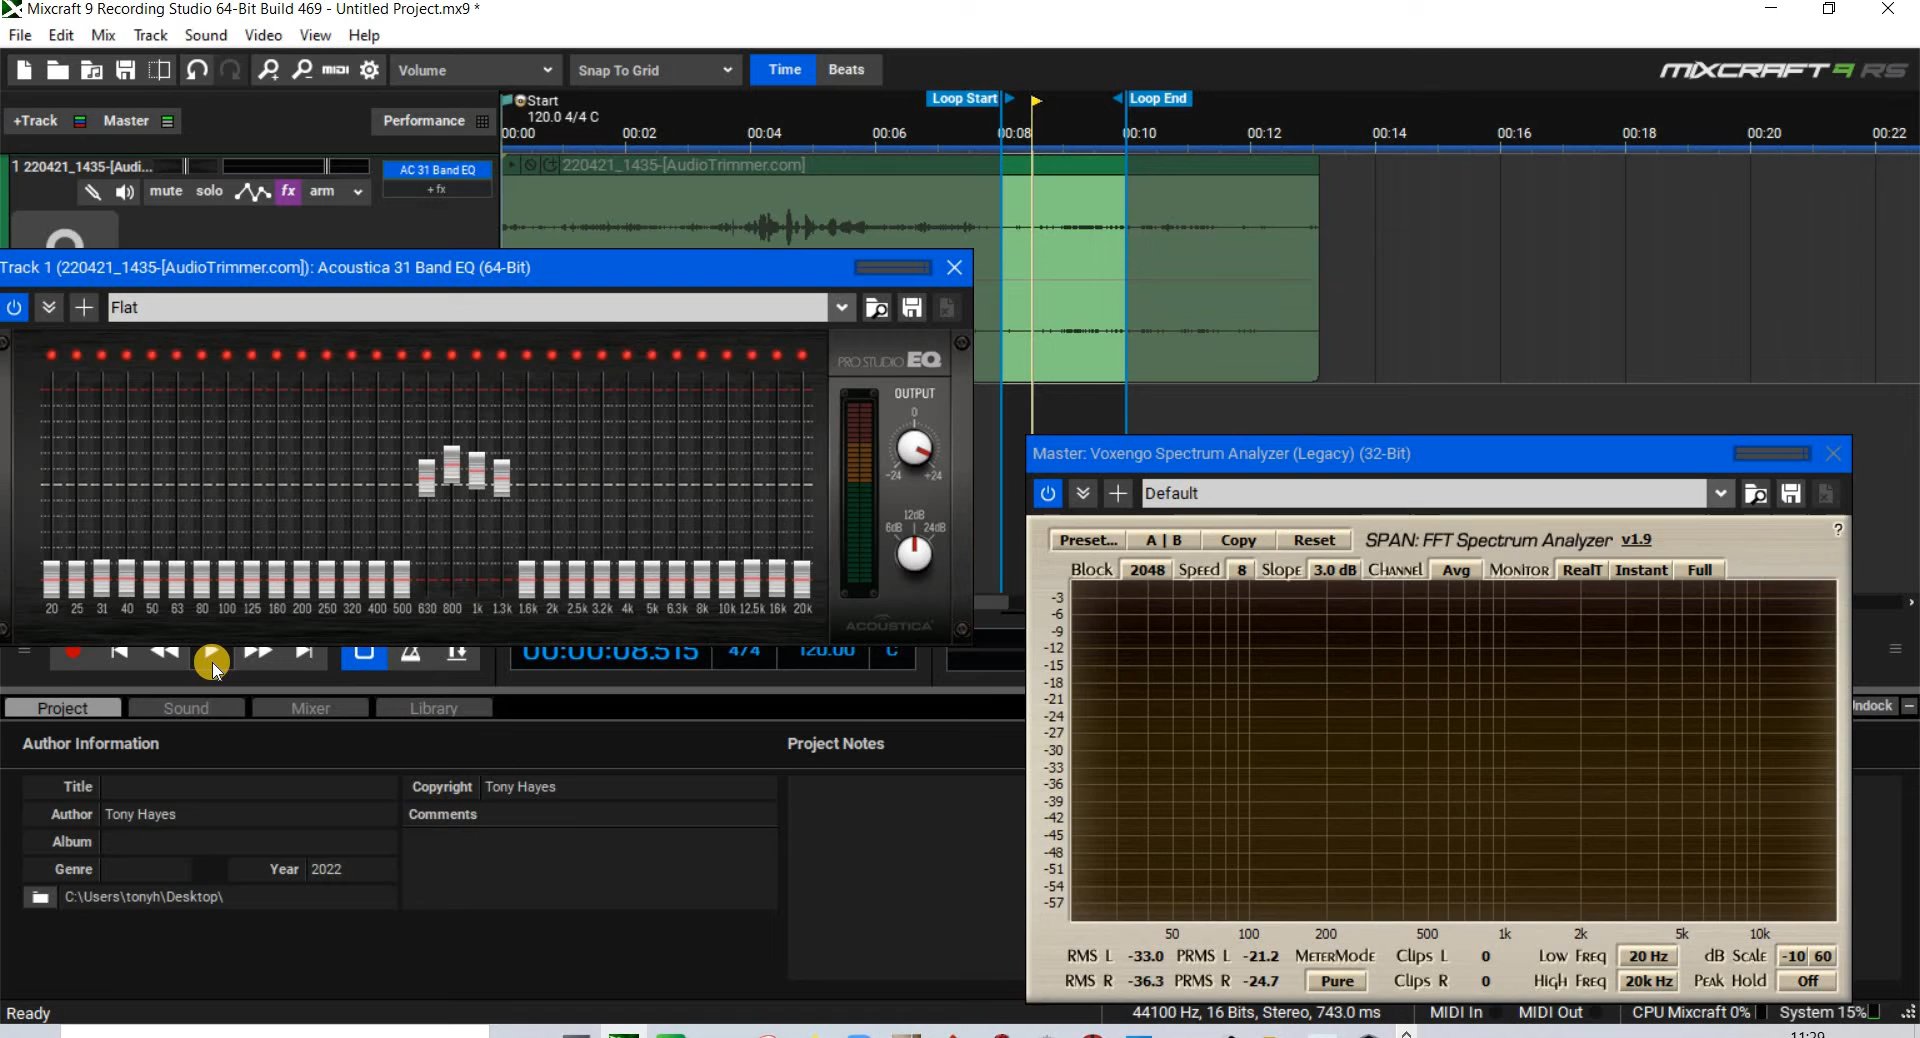 Mixcraft 9 Recording Studio 64-Bit Build 469 - Untitled Project.mx9 *
File Edit Mix Track Sound Video View Help
MIDI Volume Snap To Grid Time Beats MIXCRAFT 9 RS
Loop Start Loop End
Start
120.0 4/4 C
+Track Master Performance
00:00 00:02 00:04 00:06 00:08 00:10 00:12 00:14 00:16 00:18 00:20 00:22
1 220421_1435-[Audi... AC 31 Band EQ 220421_1435-[AudioTrimmer.com]
mute solo fx arm +fx
Track 1 (220421_1435-[AudioTrimmer.com]): Acoustica 31 Band EQ (64-Bit)
Flat
PRO STUDIO EQ
OUTPUT
0
-24 +24
12dB
6dB 24dB
20 25 31 40 50 63 80 100 125 160 200 250 320 400 500 630 800 1k 1.3k 1.6k 2k 2.5k 3.2k 4k 5k 6.3k 8k 10k 12.5k 16k 20k
ACOUSTICA
00:00:08.515 4/4 120.00 C
Master: Voxengo Spectrum Analyzer (Legacy) (32-Bit)
Default
Preset... A | B Copy Reset SPAN: FFT Spectrum Analyzer v1.9 ?
Block 2048 Speed 8 Slope 3.0 dB Channel Avg Monitor RealT Instant Full
-3
-6
-9
-12
-15
-18
-21
-24
-27
-30
-33
-36
-39
-42
-45
-48
-51
-54
-57
50 100 200 500 1k 2k 5k 10k
RMS L -33.0 PRMS L -21.2 MeterMode Clips L 0 Low Freq 20 Hz dB Scale -10 60
RMS R -36.3 PRMS R -24.7 Pure Clips R 0 High Freq 20k Hz Peak Hold Off
Project Sound Mixer Library Undock
Author Information Project Notes
Title Copyright Tony Hayes
Author Tony Hayes Comments
Album
Genre Year 2022
C:\Users\tonyh\Desktop\
Ready 44100 Hz, 16 Bits, Stereo, 743.0 ms MIDI In MIDI Out CPU Mixcraft 0% System 15%
11:29